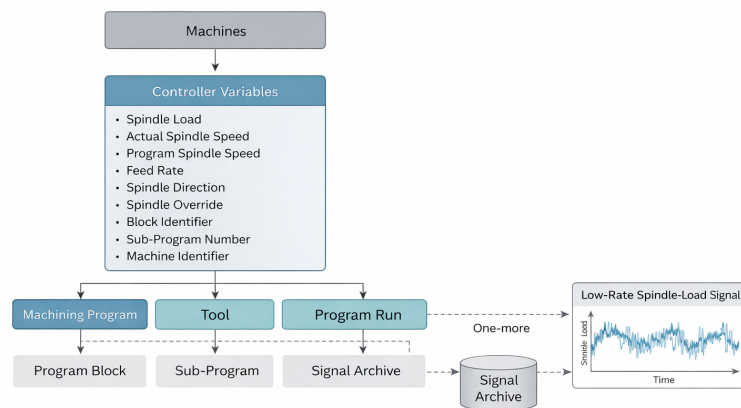 Machines
Controller Variables
• Spindle Load
• Actual Spindle Speed
• Program Spindle Speed
• Feed Rate
• Spindle Direction
• Spindle Override
• Block Identifier
• Sub-Program Number
• Machine Identifier
Machining Program
Tool
Program Run
One-more
Low-Rate Spindle-Load Signal
Time
Program Block
Sub-Program
Signal Archive
Signal
Archive